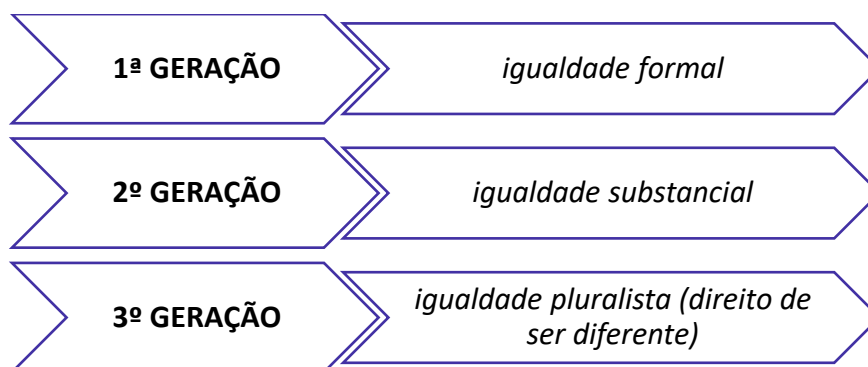 1ª GERAÇÃO
igualdade formal
2º GERAÇÃO
igualdade substancial
3º GERAÇÃO
igualdade pluralista (direito de
ser diferente)